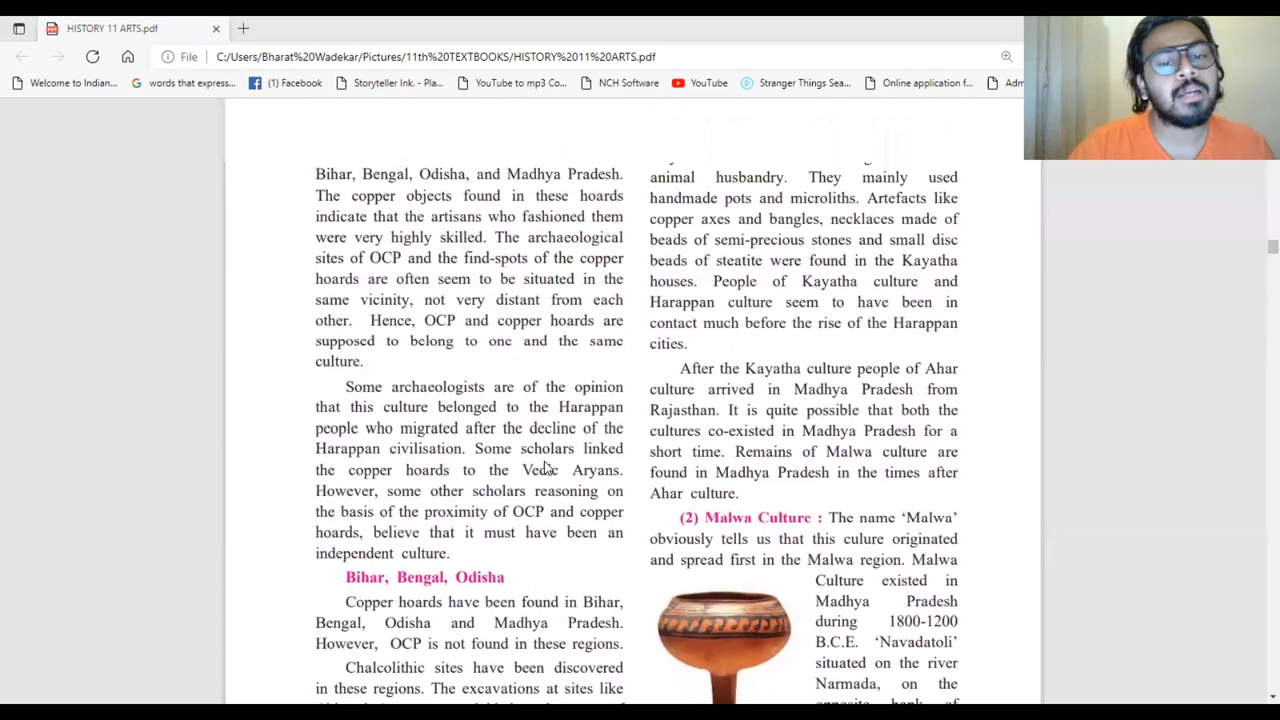 HISTORY 11 ARTS.pdf
File
C:/Users/Bharat%20Wadekar/Pictures/11th%20TEXTBOOKS/HISTORY%2011%20ARTS.pdf
Welcome to Indian...
words that express...
(1) Facebook
Storyteller Ink. - Pla...
YouTube to mp3 Co...
NCH Software
YouTube
Stranger Things Sea...
Online application f...
Adm
Bihar, Bengal, Odisha, and Madhya Pradesh.
The copper objects found in these hoards
indicate that the artisans who fashioned them
were very highly skilled. The archaeological
sites of OCP and the find-spots of the copper
hoards are often seem to be situated in the
same vicinity, not very distant from each
other. Hence, OCP and copper hoards are
supposed to belong to one and the same
culture.
Some archaeologists are of the opinion
that this culture belonged to the Harappan
people who migrated after the decline of the
Harappan civilisation. Some scholars linked
the copper hoards to the Vedic Aryans.
However, some other scholars reasoning on
the basis of the proximity of OCP and copper
hoards, believe that it must have been an
independent culture.
Bihar, Bengal, Odisha
Copper hoards have been found in Bihar,
Bengal, Odisha and Madhya Pradesh.
However, OCP is not found in these regions.
Chalcolithic sites have been discovered
in these regions. The excavations at sites like
animal husbandry. They mainly used
handmade pots and microliths. Artefacts like
copper axes and bangles, necklaces made of
beads of semi-precious stones and small disc
beads of steatite were found in the Kayatha
houses. People of Kayatha culture and
Harappan culture seem to have been in
contact much before the rise of the Harappan
cities.
After the Kayatha culture people of Ahar
culture arrived in Madhya Pradesh from
Rajasthan. It is quite possible that both the
cultures co-existed in Madhya Pradesh for a
short time. Remains of Malwa culture are
found in Madhya Pradesh in the times after
Ahar culture.
(2) Malwa Culture : The name ‘Malwa’
obviously tells us that this culure originated
and spread first in the Malwa region. Malwa
Culture existed in
Madhya Pradesh
during 1800-1200
B.C.E. ‘Navadatoli’
situated on the river
Narmada, on the
opposite bank of